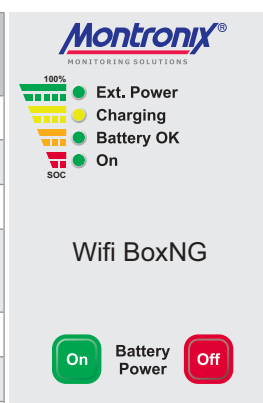 Montronix®
MONITORING SOLUTIONS
100%
Ext. Power
Charging
Battery OK
On
SOC
Wifi BoxNG
On
Battery
Power
Off